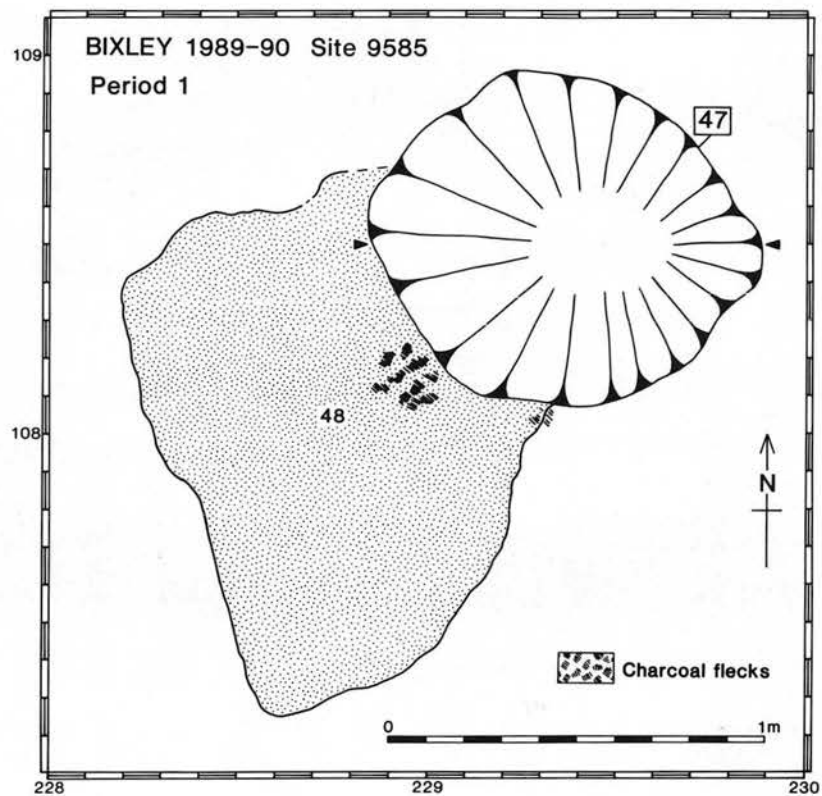 BIXLEY 1989-90 Site 9585
Period 1
109
47
48
108
N
Charcoal flecks
0 1m
228 229 230